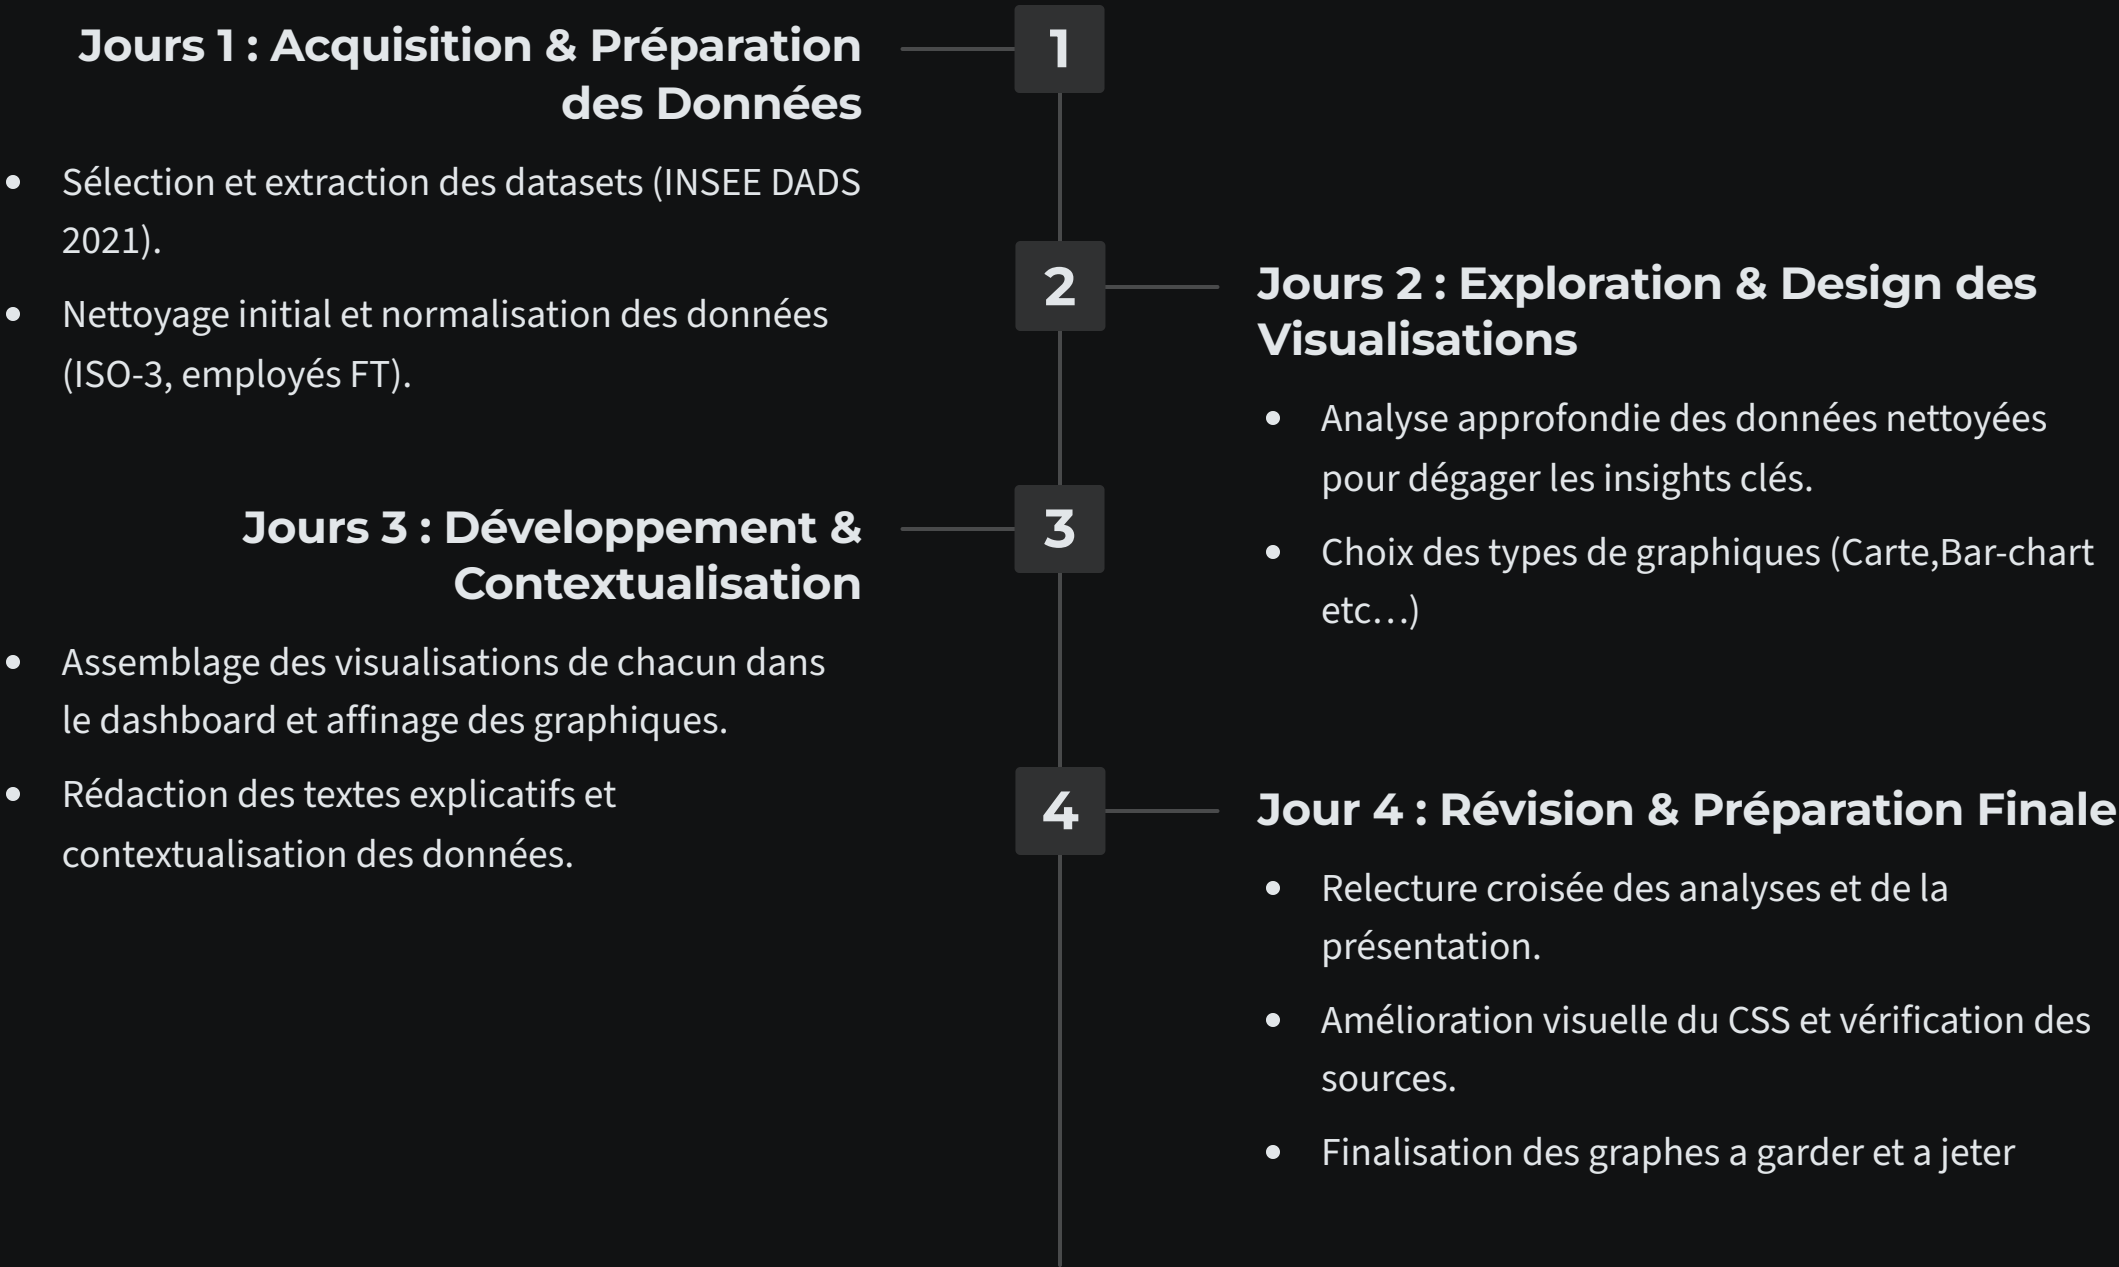 Jours 1 : Acquisition & Préparation
des Données
1
• Sélection et extraction des datasets (INSEE DADS
2021).
• Nettoyage initial et normalisation des données
(ISO-3, employés FT).
2
Jours 2 : Exploration & Design des
Visualisations
• Analyse approfondie des données nettoyées
pour dégager les insights clés.
• Choix des types de graphiques (Carte,Bar-chart
etc…)
Jours 3 : Développement &
Contextualisation
3
• Assemblage des visualisations de chacun dans
le dashboard et affinage des graphiques.
• Rédaction des textes explicatifs et
contextualisation des données.
4
Jour 4 : Révision & Préparation Finale
• Relecture croisée des analyses et de la
présentation.
• Amélioration visuelle du CSS et vérification des
sources.
• Finalisation des graphes a garder et a jeter